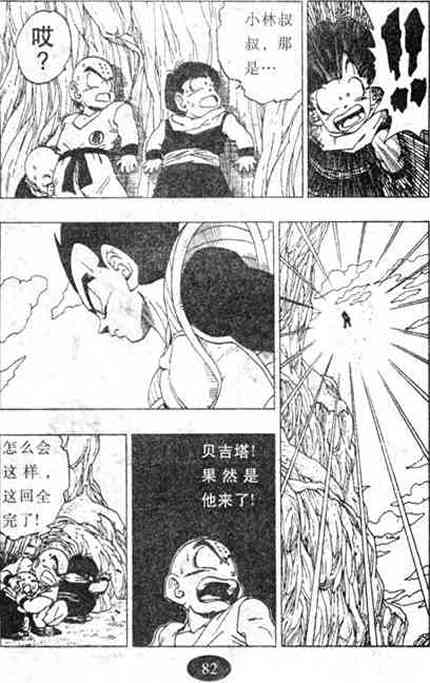 !!
小林叔
叔，那
是…
哎
？
贝吉塔！
果然是
他来了！
怎么会
这样，
这回全
完了！
82